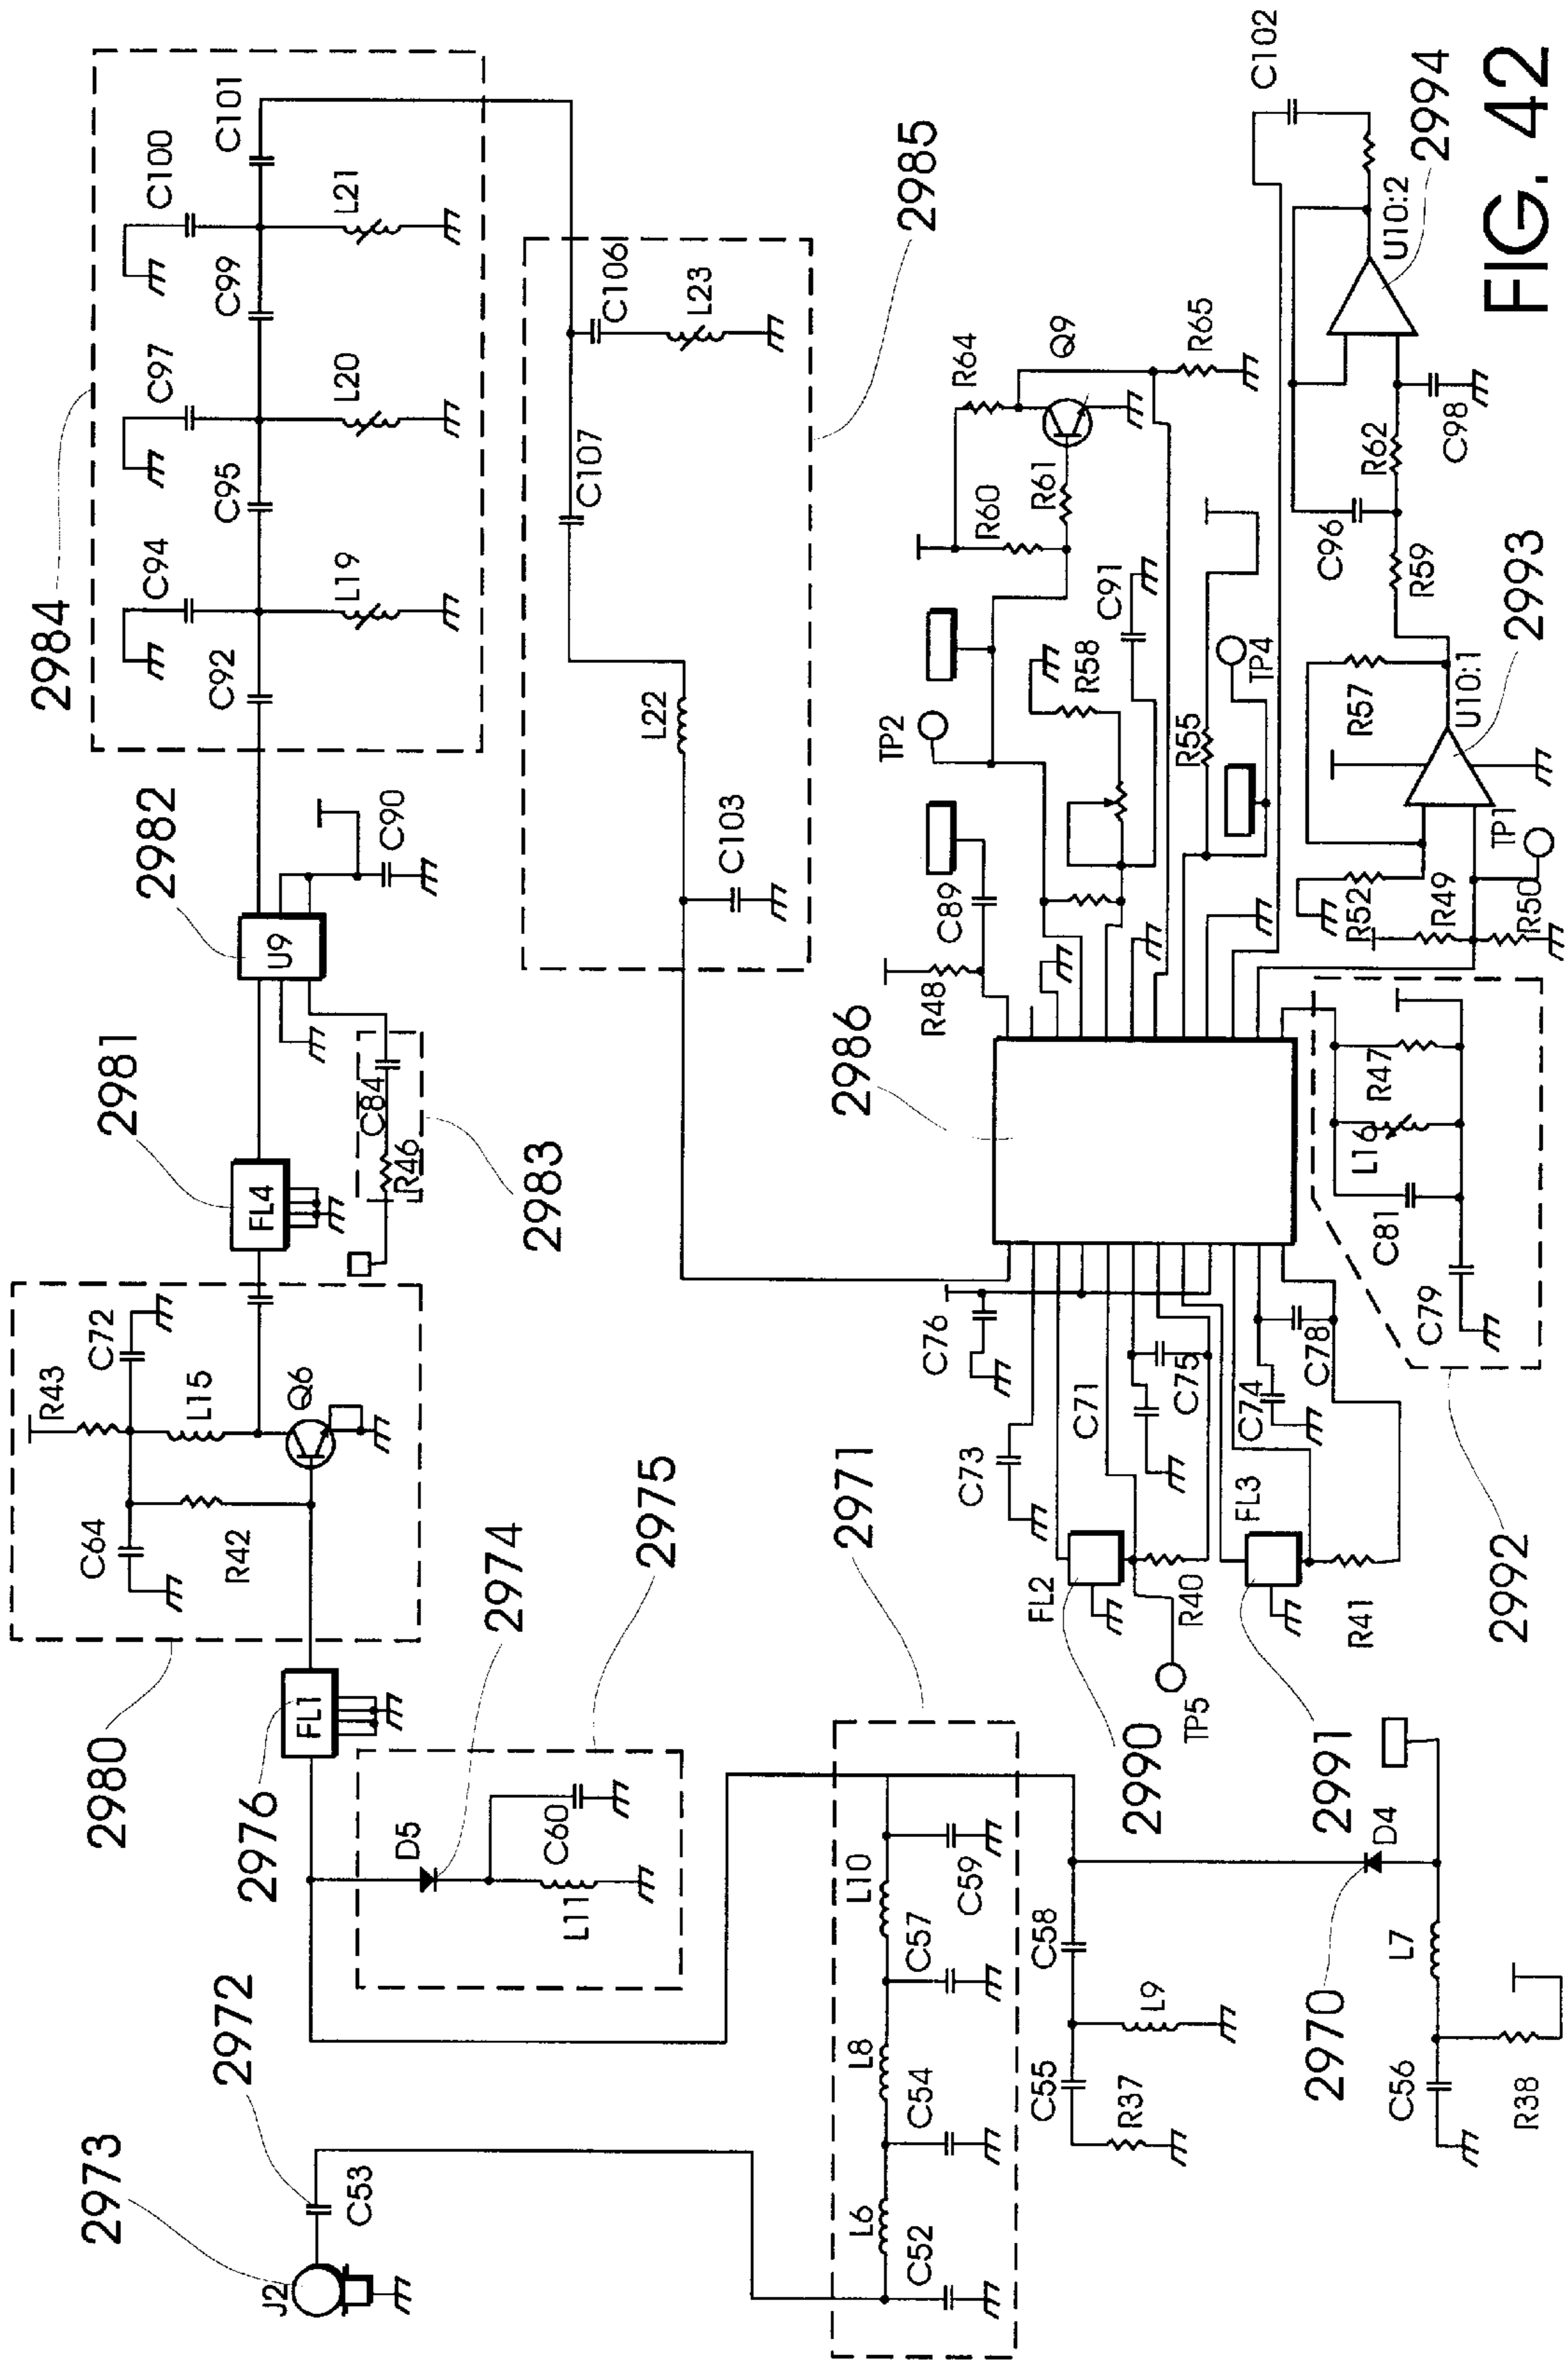 2984
C94
C97
C100
C101
C92
C95
C99
L19
L20
L21
2982
U9
C90
2981
FL4
C84
R46
2983
2985
L22
C107
C106
L23
C103
2980
R43
C72
L15
Q6
C64
R42
2976
FL1
2974
D5
C60
L11
2975
2972
C53
2973
J2
2971
L6
L8
L10
C52
C54
C57
C59
C55
C58
R37
L9
2970
D4
L7
C56
R38
2986
C76
C73
C71
C75
C74
C78
FL2
R40
TP5
2990
FL3
R41
2991
2992
C79
C81
L16
R47
R48
C89
TP2
R60
R61
R64
Q9
R65
R58
C91
R55
TP4
R52
R49
R50
TP1
R57
U10:1
2993
R59
C96
R62
C98
U10:2
2994
C102
FIG. 42